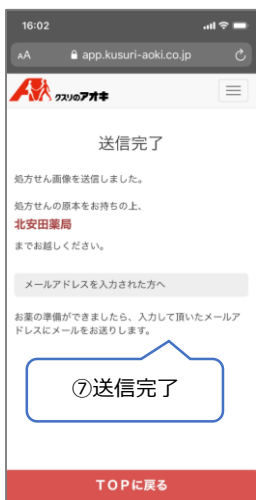 16:02
AA app.kusuri-aoki.co.jp
クスリのアオキ
送信完了
処方せん画像を送信しました。
処方せんの原本をお持ちの上、
北安田薬局
までお越しください。
メールアドレスを入力された方へ
お薬の準備ができましたら、入力して頂いたメールア
ドレスにメールをお送りします。
⑦送信完了
TOPに戻る